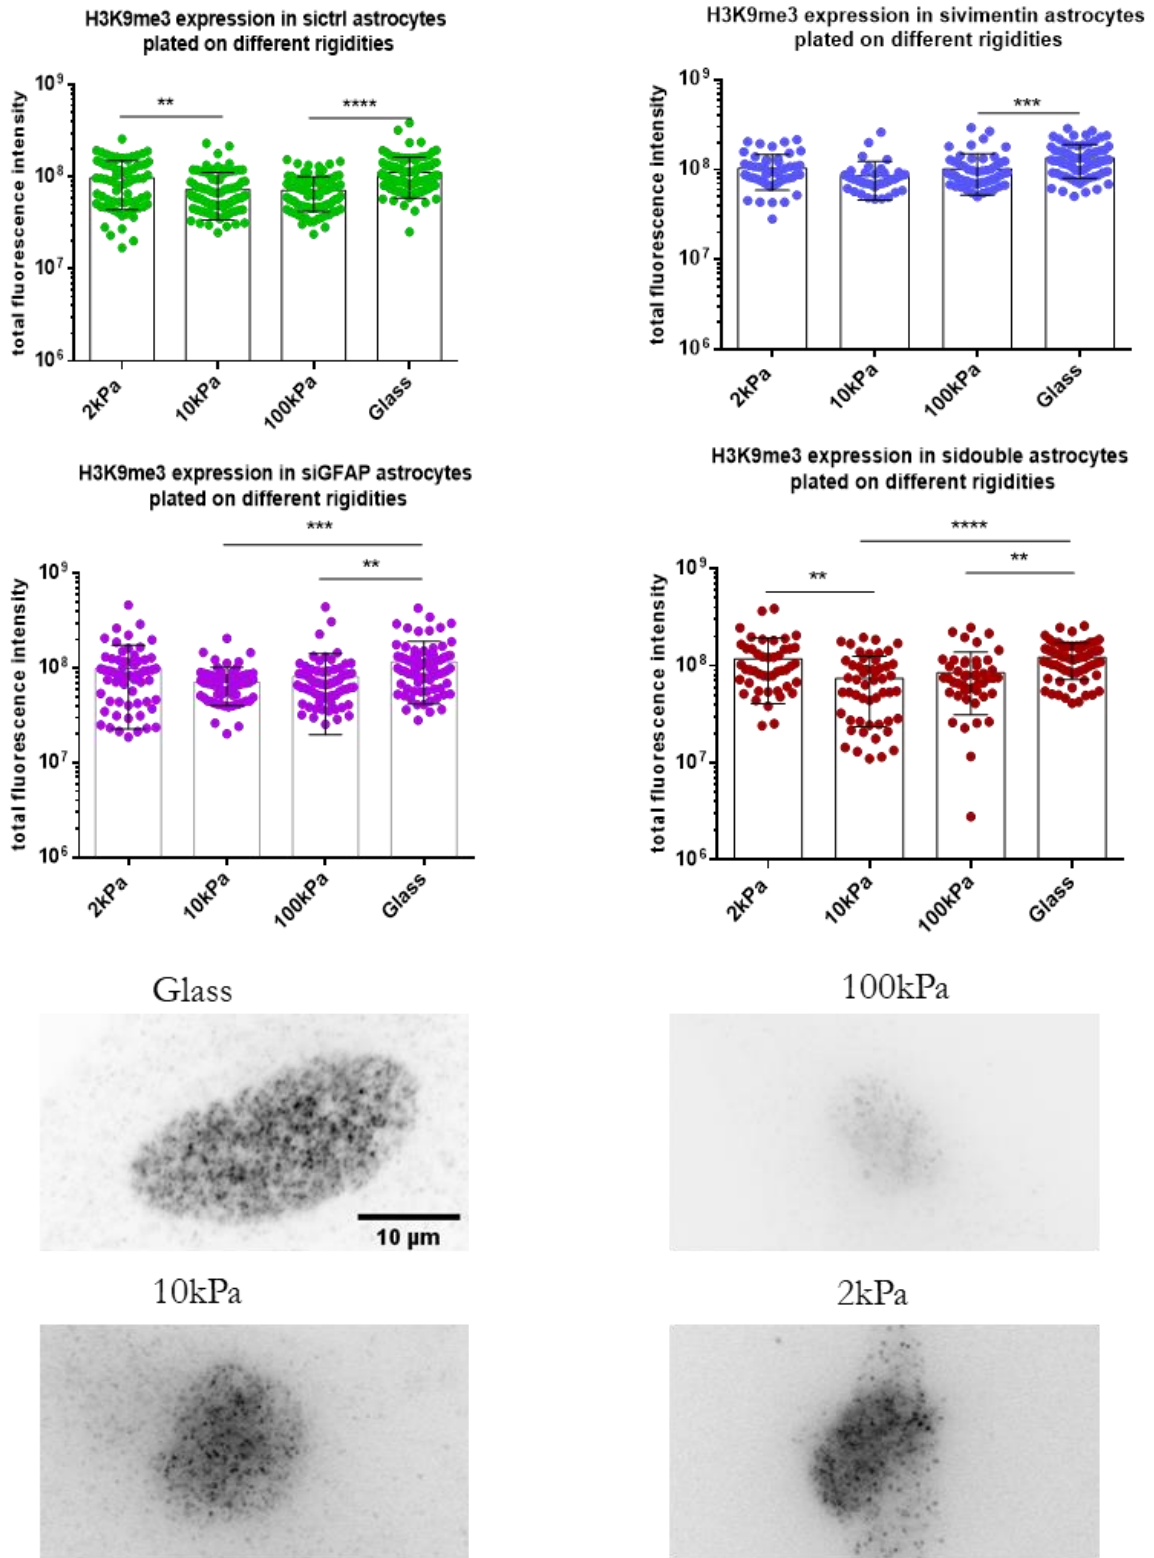 H3K9me3 expression in sictrl astrocytes
plated on different rigidities
total fluorescence intensity
10⁹
10⁸
10⁷
10⁶
**
****
2kPa
10kPa
100kPa
Glass
H3K9me3 expression in sivimentin astrocytes
plated on different rigidities
total fluorescence intensity
10⁹
10⁸
10⁷
10⁶
***
2kPa
10kPa
100kPa
Glass
H3K9me3 expression in siGFAP astrocytes
plated on different rigidities
total fluorescence intensity
10⁹
10⁸
10⁷
10⁶
***
**
2kPa
10kPa
100kPa
Glass
H3K9me3 expression in sidouble astrocytes
plated on different rigidities
total fluorescence intensity
10⁹
10⁸
10⁷
10⁶
****
**
**
2kPa
10kPa
100kPa
Glass
Glass
10 µm
100kPa
10kPa
2kPa